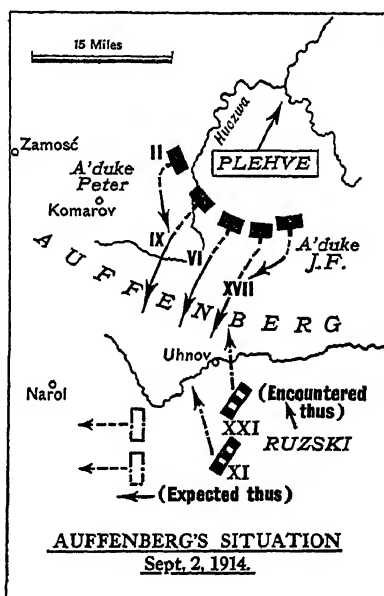 15 Miles
Huczwa
Zamosć
II
PLEHVE
A'duke
Peter
Komarov
A'duke
J.F.
IX
VI
XVII
AUFFENBERG
Uhnov
Narol
(Encountered
thus)
XXI
RUZSKI
XI
(Expected thus)
AUFFENBERG'S SITUATION
Sept, 2, 1914.